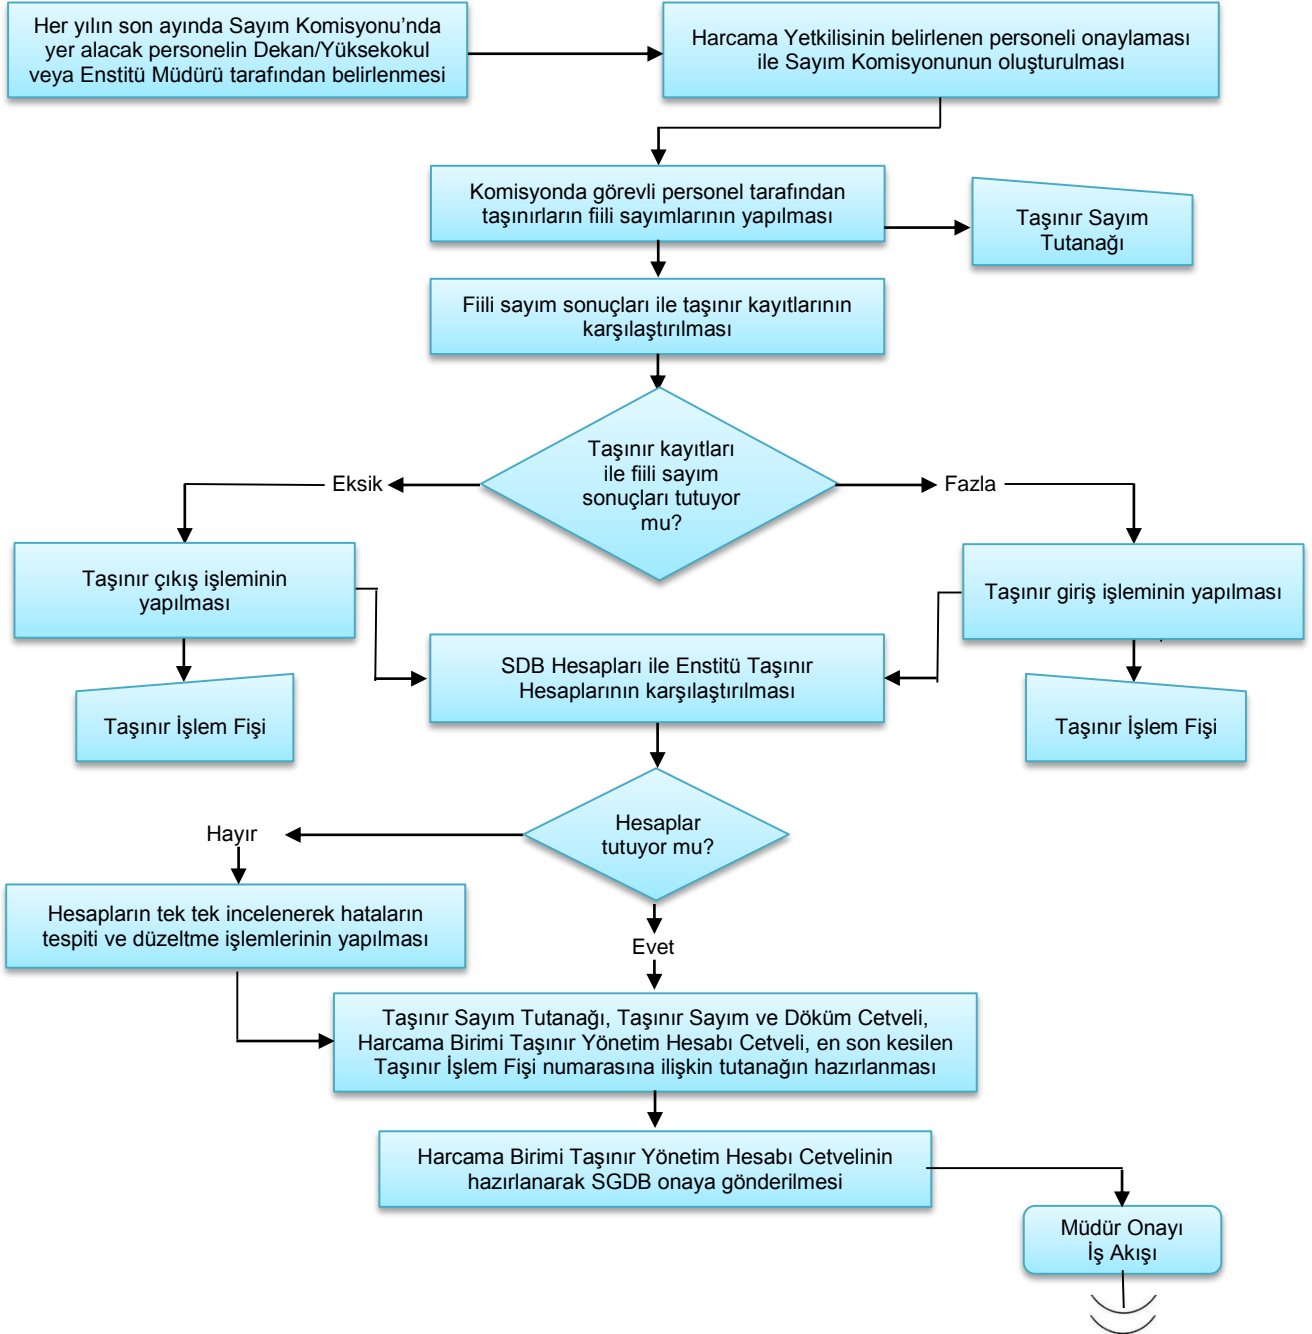 Her yılın son ayında Sayım Komisyonu’nda
yer alacak personelin Dekan/Yüksekokul
veya Enstitü Müdürü tarafından belirlenmesi
Harcama Yetkilisinin belirlenen personeli onaylaması
ile Sayım Komisyonunun oluşturulması
Komisyonda görevli personel tarafından
taşınırların fiili sayımlarının yapılması
Taşınır Sayım
Tutanağı
Fiili sayım sonuçları ile taşınır kayıtlarının
karşılaştırılması
Taşınır kayıtları
ile fiili sayım
sonuçları tutuyor
mu?
Eksik
Fazla
Taşınır çıkış işleminin
yapılması
Taşınır giriş işleminin yapılması
SDB Hesapları ile Enstitü Taşınır
Hesaplarının karşılaştırılması
Taşınır İşlem Fişi
Taşınır İşlem Fişi
Hesaplar
tutuyor mu?
Hayır
Hesapların tek tek incelenerek hataların
tespiti ve düzeltme işlemlerinin yapılması
Evet
Taşınır Sayım Tutanağı, Taşınır Sayım ve Döküm Cetveli,
Harcama Birimi Taşınır Yönetim Hesabı Cetveli, en son kesilen
Taşınır İşlem Fişi numarasına ilişkin tutanağın hazırlanması
Harcama Birimi Taşınır Yönetim Hesabı Cetvelinin
hazırlanarak SGDB onaya gönderilmesi
Müdür Onayı
İş Akışı